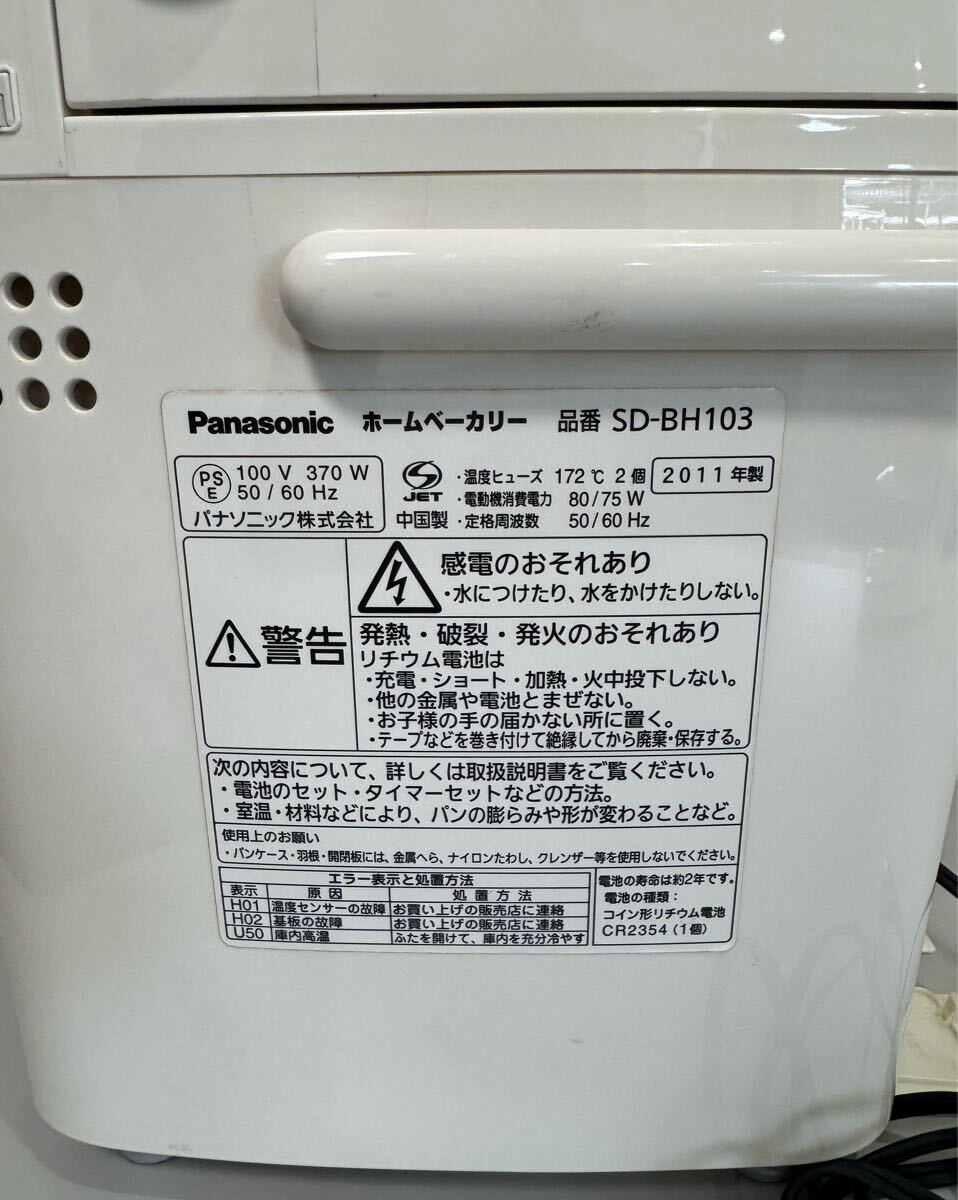 Panasonic ホームベーカリー 品番 SD-BH103
PS E 100 V 370 W
50 / 60 Hz
パナソニック株式会社
JET
中国製
・温度ヒューズ 172 ℃ 2 個
・電動機消費電力 80 / 75 W
・定格周波数 50 / 60 Hz
2011年製
警告
感電のおそれあり
・水につけたり、水をかけたりしない。
発熱・破裂・発火のおそれあり
リチウム電池は
・充電・ショート・加熱・火中投下しない。
・他の金属や電池とまぜない。
・お子様の手の届かない所に置く。
・テープなどを巻き付けて絶縁してから廃棄・保存する。
次の内容について、詳しくは取扱説明書をご覧ください。
・電池のセット・タイマーセットなどの方法。
・室温・材料などにより、パンの膨らみや形が変わることなど。
使用上のお願い
・パンケース・羽根・開閉板には、金属へら、ナイロンたわし、クレンザー等を使用しないでください。
エラー表示と処置方法
表示 原因 処置方法
H01 温度センサーの故障 お買い上げの販売店に連絡
H02 基板の故障 お買い上げの販売店に連絡
U50 庫内高温 ふたを開けて、庫内を充分冷やす
電池の寿命は約2年です。
電池の種類：
コイン形リチウム電池
CR2354 (1個)